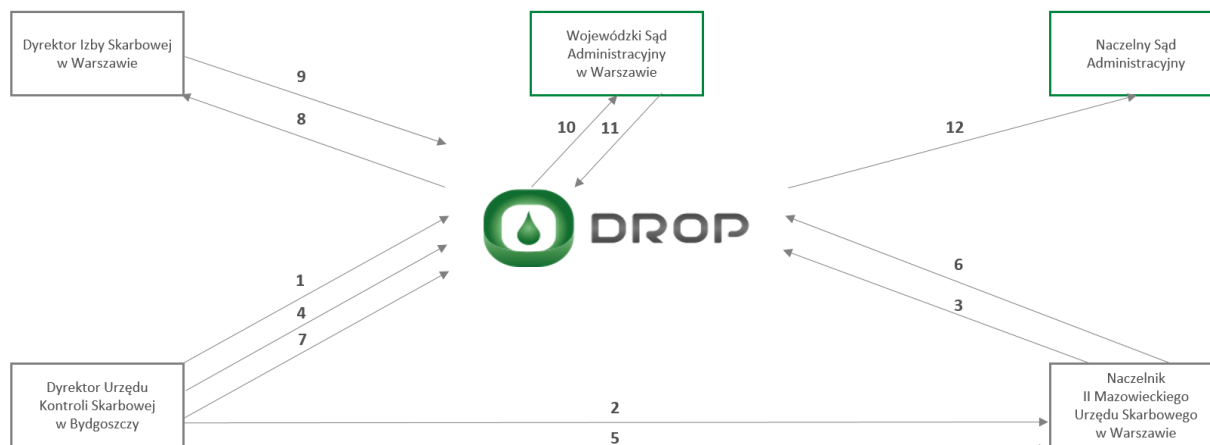 Dyrektor Izby Skarbowej
w Warszawie
Wojewódzki Sąd
Administracyjny
w Warszawie
Naczelny Sąd
Administracyjny
9
8
10
11
12
DROP
1
4
7
6
3
Dyrektor Urzędu
Kontroli Skarbowej
w Bydgoszczy
2
5
Naczelnik
II Mazowieckiego
Urzędu Skarbowego
w Warszawie